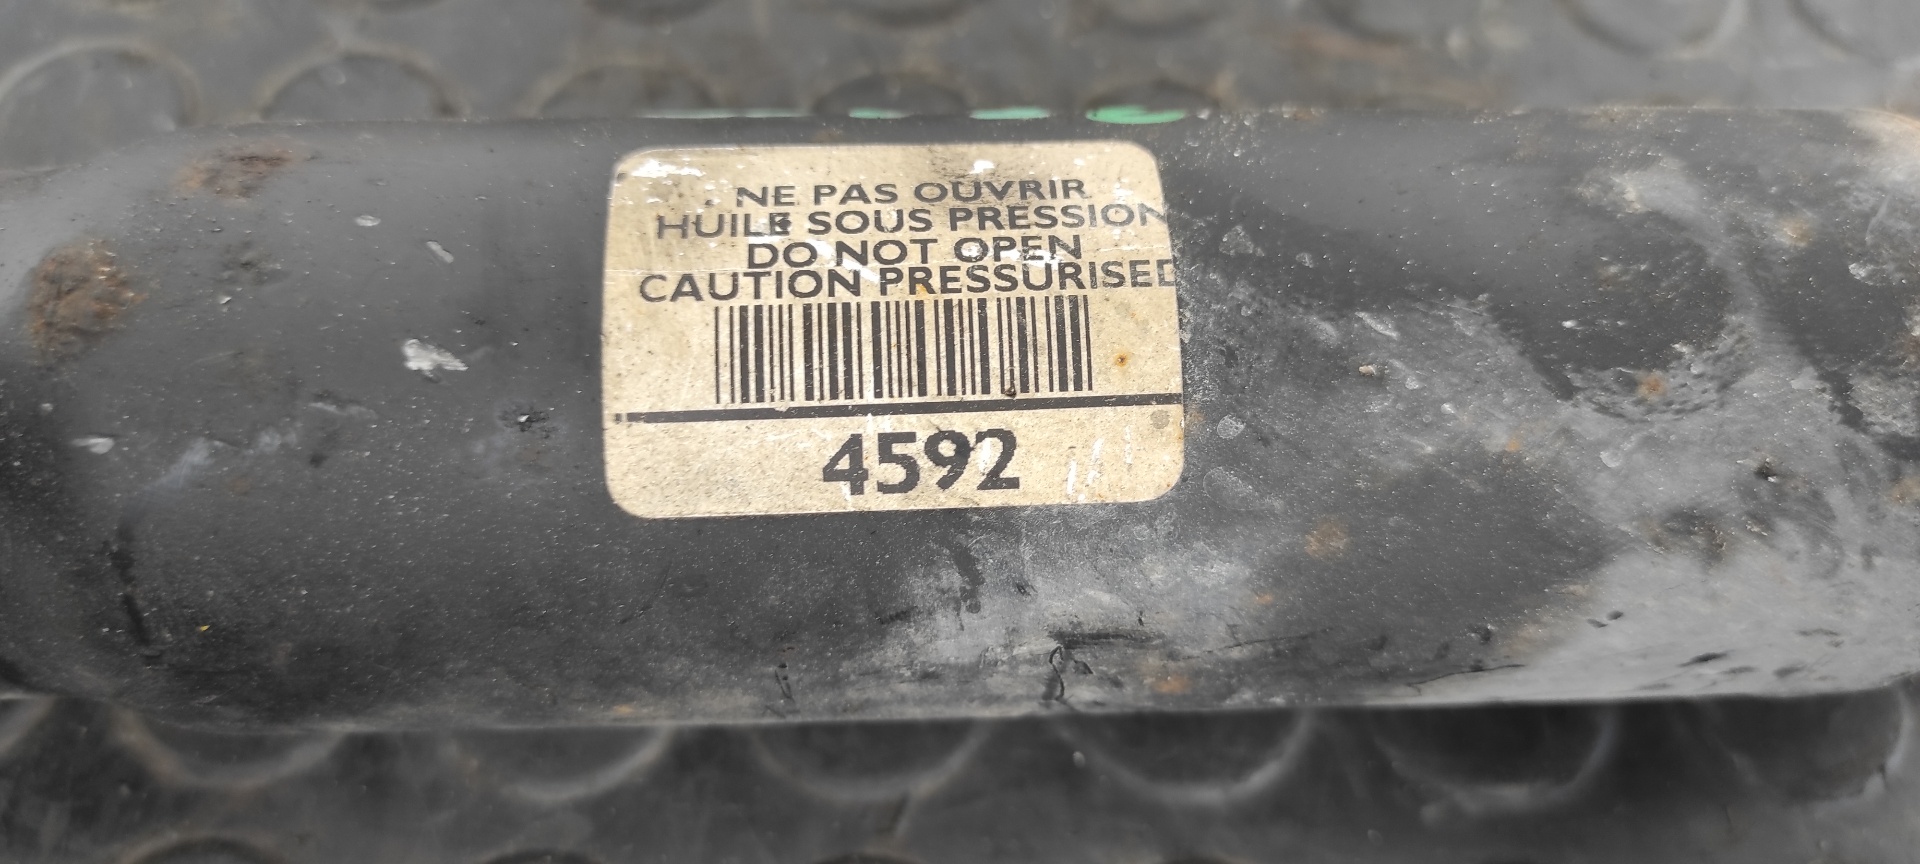 NE PAS OUVRIR
HUILE SOUS PRESSION
DO NOT OPEN
CAUTION PRESSURISED
4592